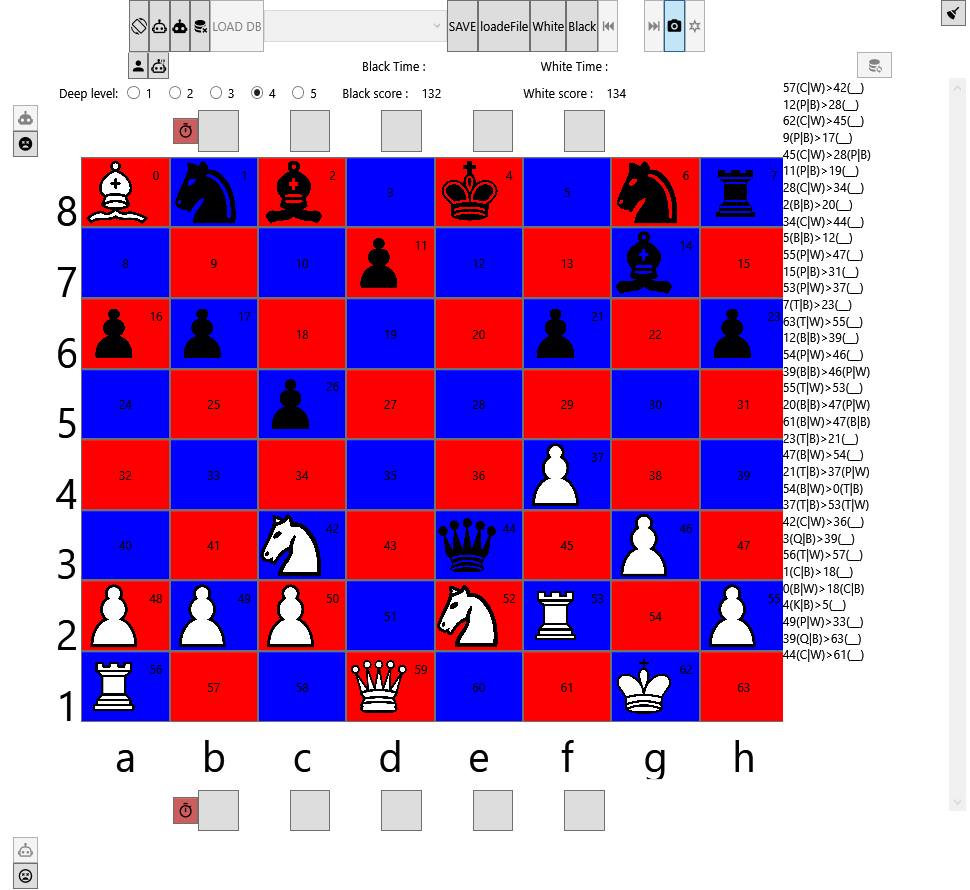 LOAD DB SAVE loadeFile White Black
Black Time : White Time :
Deep level: 1 2 3 4 5 Black score : 132 White score : 134
8 0 1 2 3 4 5 6 7
7 8 9 10 11 12 13 14 15
6 16 17 18 19 20 21 22 23
5 24 25 26 27 28 29 30 31
4 32 33 34 35 36 37 38 39
3 40 41 42 43 44 45 46 47
2 48 49 50 51 52 53 54 55
1 56 57 58 59 60 61 62 63
a b c d e f g h
57(C|W)>42(__)
12(P|B)>28(__)
62(C|W)>45(__)
9(P|B)>17(__)
45(C|W)>28(P|B)
11(P|B)>19(__)
28(C|W)>34(__)
2(B|B)>20(__)
34(C|W)>44(__)
5(B|B)>12(__)
55(P|W)>47(__)
15(P|B)>31(__)
53(P|W)>37(__)
7(T|B)>23(__)
63(T|W)>55(__)
12(B|B)>39(__)
54(P|W)>46(__)
39(B|B)>46(P|W)
55(T|W)>53(__)
20(B|B)>47(P|W)
61(B|W)>47(B|B)
23(T|B)>21(__)
47(B|W)>54(__)
21(T|B)>37(P|W)
54(B|W)>0(T|B)
37(T|B)>53(T|W)
42(C|W)>36(__)
3(Q|B)>39(__)
56(T|W)>57(__)
1(C|B)>18(__)
0(B|W)>18(C|B)
4(K|B)>5(__)
49(P|W)>33(__)
39(Q|B)>63(__)
44(C|W)>61(__)